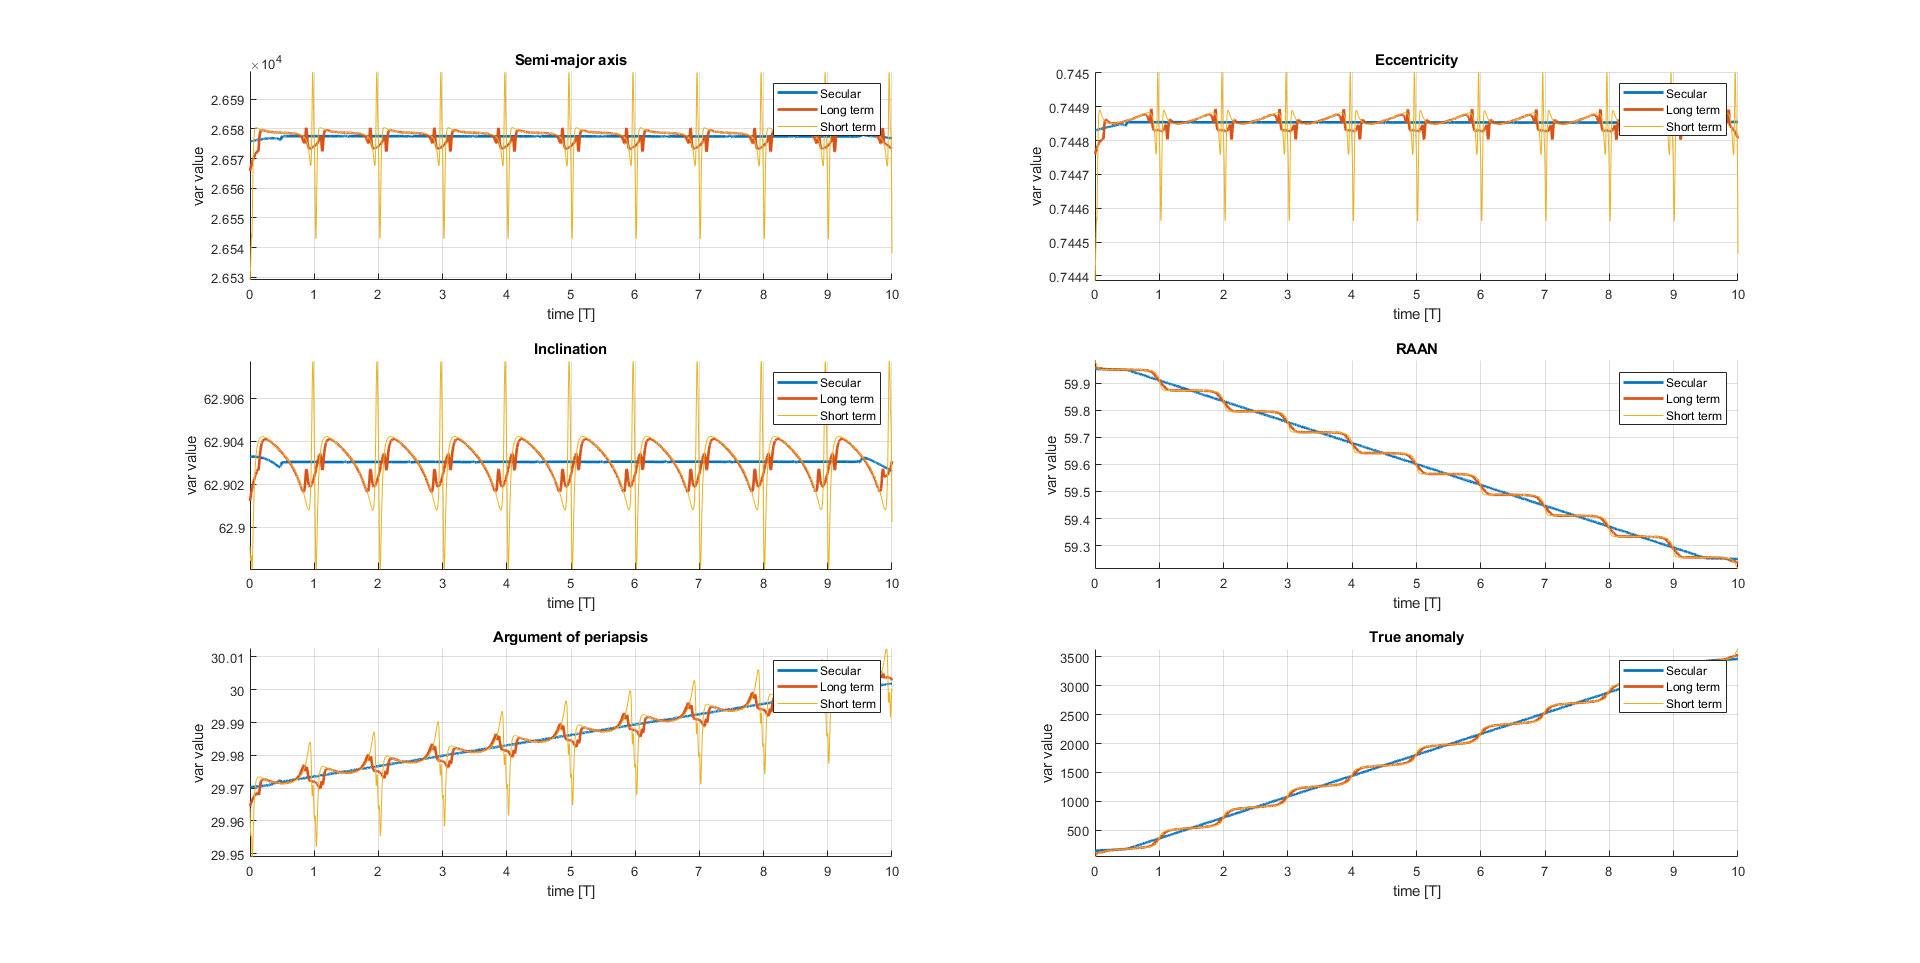 Semi-major axis
×10^4
2.659
2.658
2.657
2.656
2.655
2.654
2.653
var value
0 1 2 3 4 5 6 7 8 9 10
time [T]
Secular
Long term
Short term
Eccentricity
0.745
0.7449
0.7448
0.7447
0.7446
0.7445
0.7444
var value
0 1 2 3 4 5 6 7 8 9 10
time [T]
Secular
Long term
Short term
Inclination
62.906
62.904
62.902
62.9
var value
0 1 2 3 4 5 6 7 8 9 10
time [T]
Secular
Long term
Short term
RAAN
59.9
59.8
59.7
59.6
59.5
59.4
59.3
var value
0 1 2 3 4 5 6 7 8 9 10
time [T]
Secular
Long term
Short term
Argument of periapsis
30.01
30
29.99
29.98
29.97
29.96
29.95
var value
0 1 2 3 4 5 6 7 8 9 10
time [T]
Secular
Long term
Short term
True anomaly
3500
3000
2500
2000
1500
1000
500
var value
0 1 2 3 4 5 6 7 8 9 10
time [T]
Secular
Long term
Short term